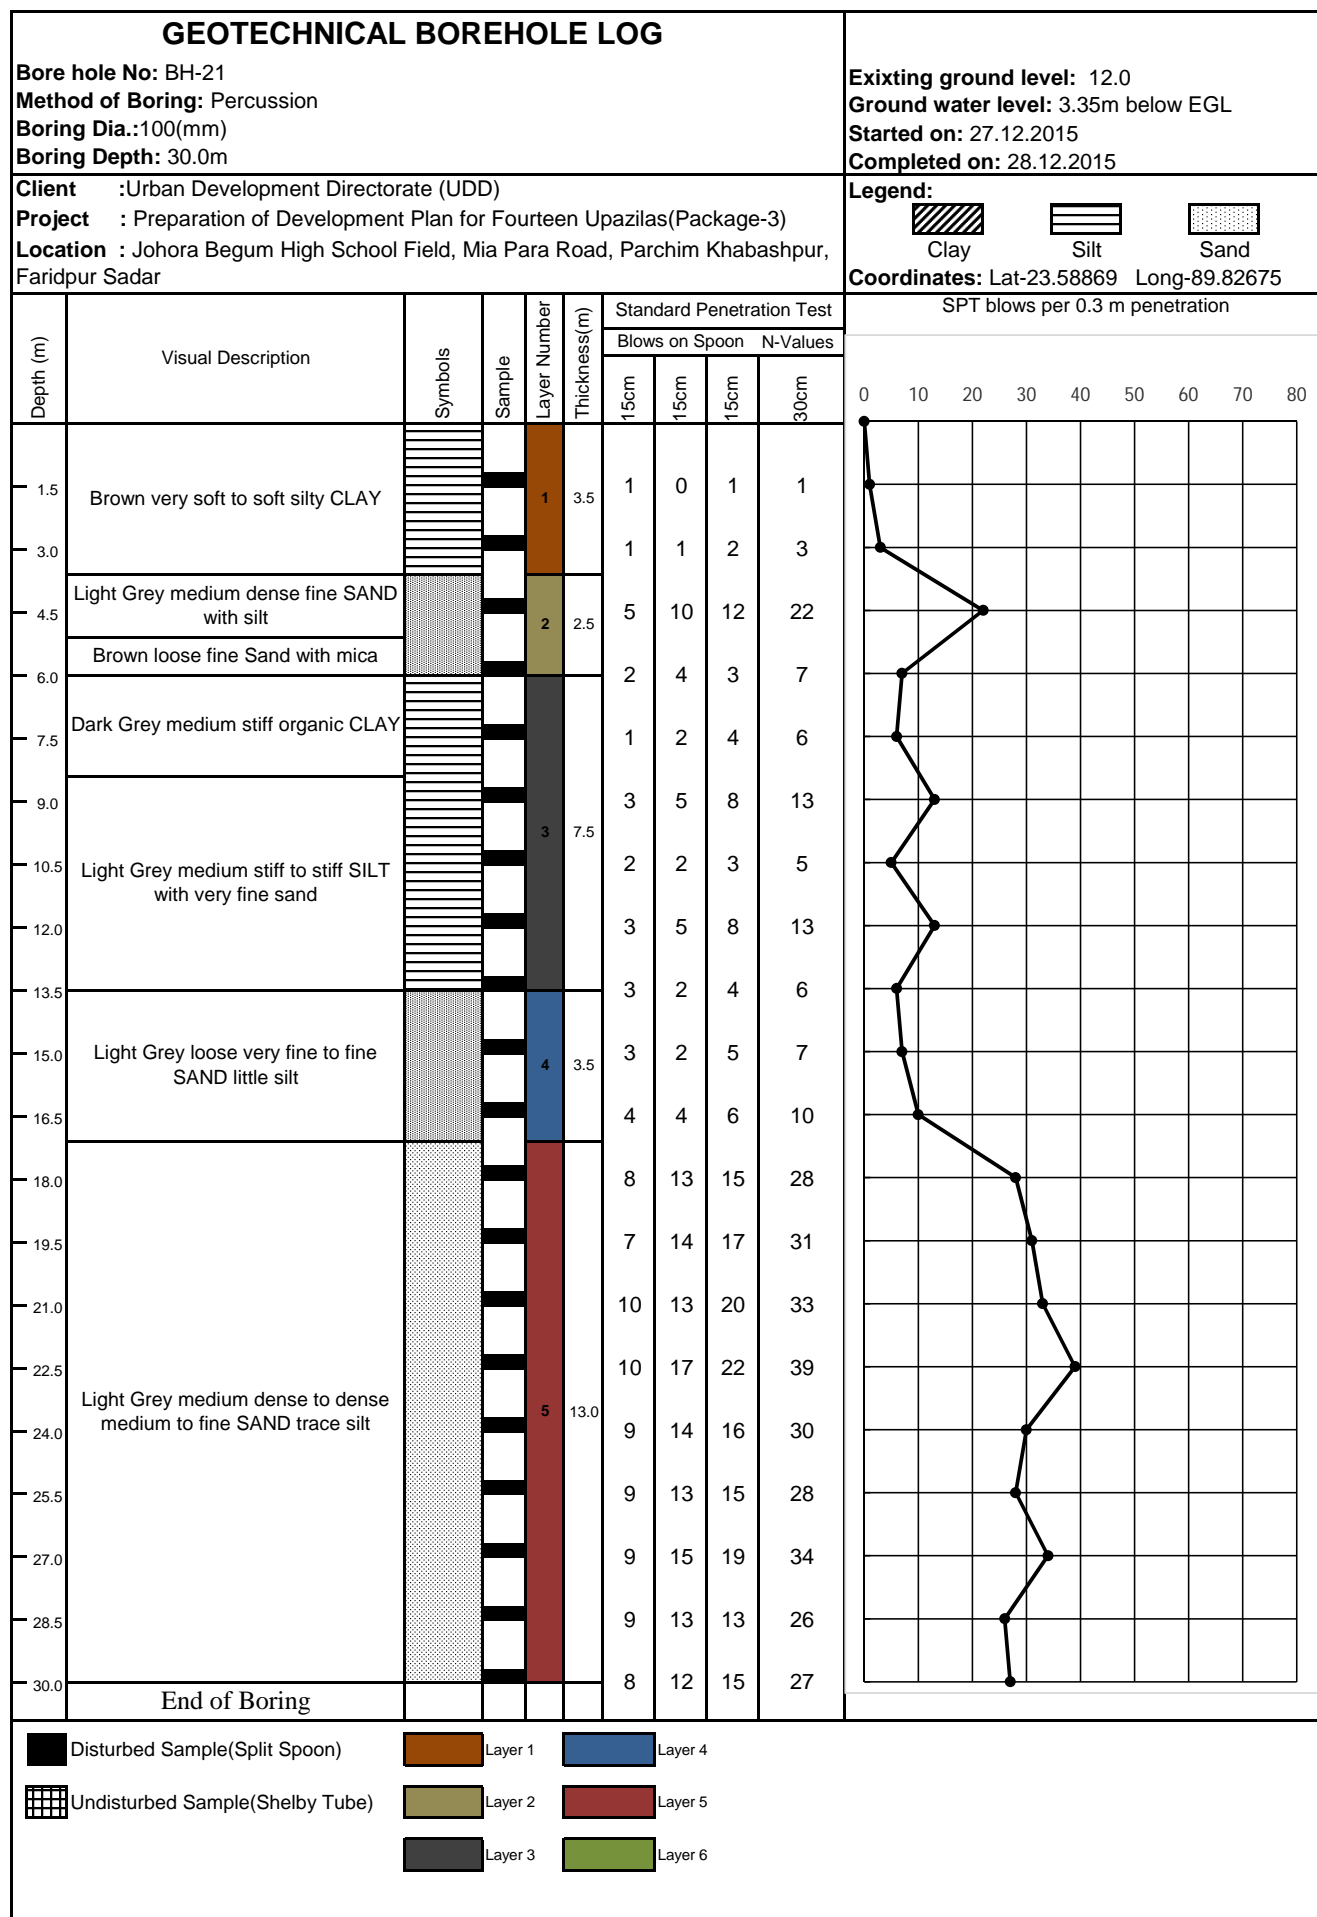 GEOTECHNICAL BOREHOLE LOG
Bore hole No: BH-21
Method of Boring: Percussion
Boring Dia.:100(mm)
Boring Depth: 30.0m
Exixting ground level: 12.0
Ground water level: 3.35m below EGL
Started on: 27.12.2015
Completed on: 28.12.2015
Client :Urban Development Directorate (UDD)
Project : Preparation of Development Plan for Fourteen Upazilas(Package-3)
Location : Johora Begum High School Field, Mia Para Road, Parchim Khabashpur,
Faridpur Sadar
Legend:
Clay Silt Sand
Coordinates: Lat-23.58869 Long-89.82675
Depth (m)
Visual Description
Symbols
Sample
Layer Number
Thickness(m)
Standard Penetration Test
Blows on Spoon N-Values
15cm 15cm 15cm 30cm
SPT blows per 0.3 m penetration
0 10 20 30 40 50 60 70 80
1.5 1 0 1 1
Brown very soft to soft silty CLAY 1 3.5
3.0 1 1 2 3
Light Grey medium dense fine SAND
with silt
4.5 5 10 12 22
2 2.5
Brown loose fine Sand with mica
6.0 2 4 3 7
Dark Grey medium stiff organic CLAY
7.5 1 2 4 6
9.0 3 5 8 13
3 7.5
10.5 2 2 3 5
Light Grey medium stiff to stiff SILT
with very fine sand
12.0 3 5 8 13
13.5 3 2 4 6
15.0 3 2 5 7
Light Grey loose very fine to fine
SAND little silt
4 3.5
16.5 4 4 6 10
18.0 8 13 15 28
19.5 7 14 17 31
21.0 10 13 20 33
22.5 10 17 22 39
Light Grey medium dense to dense
medium to fine SAND trace silt
5 13.0
24.0 9 14 16 30
25.5 9 13 15 28
27.0 9 15 19 34
28.5 9 13 13 26
30.0 8 12 15 27
End of Boring
Disturbed Sample(Split Spoon) Layer 1 Layer 4
Undisturbed Sample(Shelby Tube) Layer 2 Layer 5
Layer 3 Layer 6